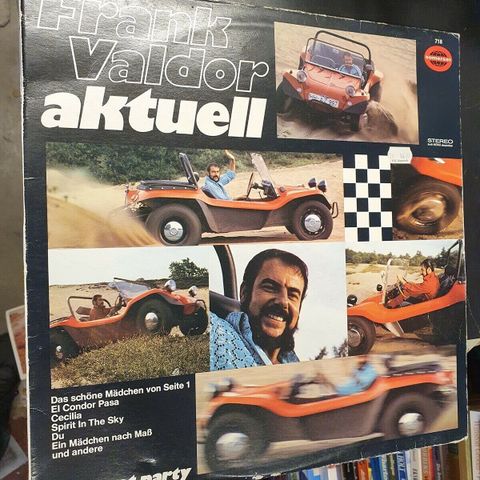 Frank
Valdor
aktuell
718
STEREO
Das schöne Mädchen von Seite 1
El Condor Pasa
Cecilia
Spirit In The Sky
Du
Ein Mädchen nach Maß
und andere
party